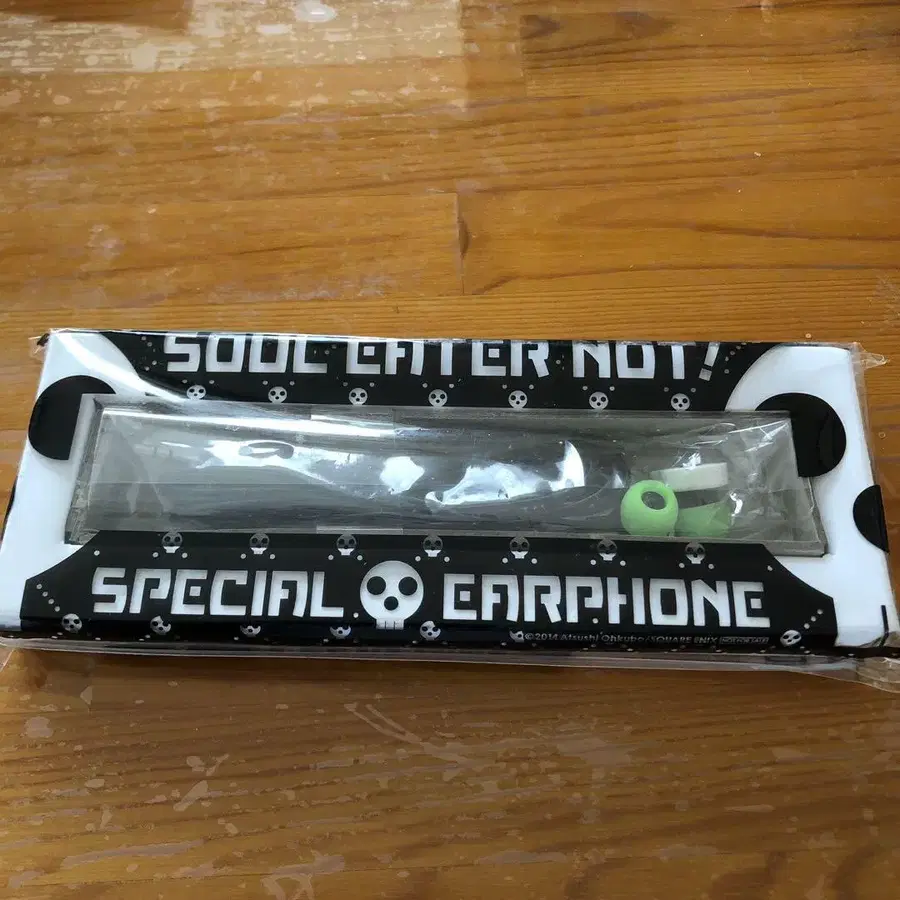 SOUL EATER NOT!
SPECIAL EARPHONE
©2014 Atsushi Ohkubo/SQUARE ENIX